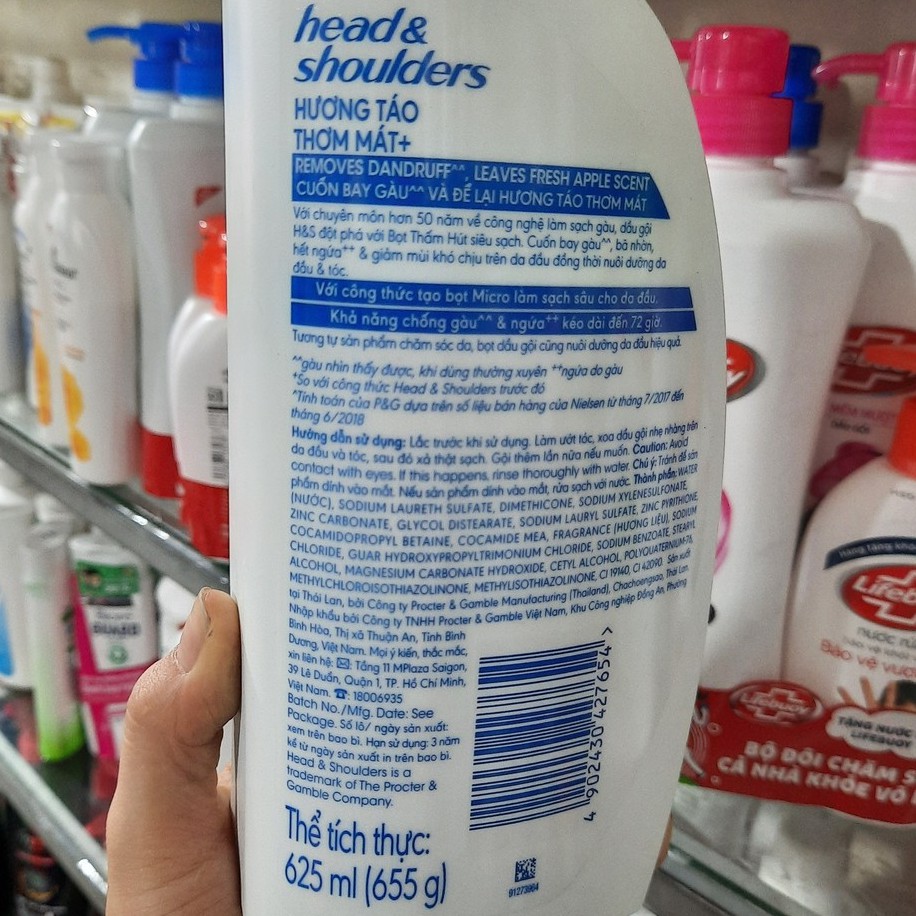 head &
shoulders
HƯƠNG TÁO
THƠM MÁT+
REMOVES DANDRUFF^^, LEAVES FRESH APPLE SCENT
CUỐN BAY GÀU^^ VÀ ĐỂ LẠI HƯƠNG TÁO THƠM MÁT
Với chuyên môn hơn 50 năm về công nghệ làm sạch gàu, dầu gội
H&S đột phá với Bọt Thấm Hút siêu sạch. Cuốn bay gàu^^, bã nhờn,
hết ngứa++ & giảm mùi khó chịu trên da đầu đồng thời nuôi dưỡng da
đầu & tóc.
Với công thức tạo bọt Micro làm sạch sâu cho da đầu.
Khả năng chống gàu^^ & ngứa++ kéo dài đến 72 giờ.
Tương tự sản phẩm chăm sóc da, bọt dầu gội cũng nuôi dưỡng da đầu hiệu quả.
^^gàu nhìn thấy được, khi dùng thường xuyên ++ngứa do gàu
+So với công thức Head & Shoulders trước đó
^Tính toán của P&G dựa trên số liệu bán hàng của Nielsen từ tháng 7/2017 đến
tháng 6/2018
Hướng dẫn sử dụng: Lắc trước khi sử dụng. Làm ướt tóc, xoa dầu gội nhẹ nhàng trên
da đầu và tóc, sau đó xả thật sạch. Gội thêm lần nữa nếu muốn. Caution: Avoid
contact with eyes. If this happens, rinse thoroughly with water. Chú ý: Tránh để sản
phẩm dính vào mắt. Nếu sản phẩm dính vào mắt, rửa sạch với nước. Thành phần: WATER
(NƯỚC), SODIUM LAURETH SULFATE, DIMETHICONE, SODIUM XYLENESULFONATE,
ZINC CARBONATE, GLYCOL DISTEARATE, SODIUM LAURYL SULFATE, ZINC PYRITHIONE,
COCAMIDOPROPYL BETAINE, COCAMIDE MEA, FRAGRANCE (HƯƠNG LIỆU), SODIUM
CHLORIDE, GUAR HYDROXYPROPYLTRIMONIUM CHLORIDE, SODIUM BENZOATE, STEARYL
ALCOHOL, MAGNESIUM CARBONATE HYDROXIDE, CETYL ALCOHOL, POLYQUATERNIUM-76,
METHYLCHLOROISOTHIAZOLINONE, METHYLISOTHIAZOLINONE, CI 19140, CI 42090. Sản xuất
tại Thái Lan, bởi Công ty Procter & Gamble Manufacturing (Thailand), Chachoengsao, Thái Lan.
Nhập khẩu bởi Công ty TNHH Procter & Gamble Việt Nam, Khu Công nghiệp Đồng An, Phường
Bình Hòa, Thị xã Thuận An, Tỉnh Bình
Dương, Việt Nam. Mọi ý kiến, thắc mắc,
xin liên hệ: Tầng 11 MPlaza Saigon,
39 Lê Duẩn, Quận 1, TP. Hồ Chí Minh,
Việt Nam. ☎: 18006935
Batch No./Mfg. Date: See
Package. Số lô/ ngày sản xuất:
xem trên bao bì. Hạn sử dụng: 3 năm
kể từ ngày sản xuất in trên bao bì.
Head & Shoulders is a
trademark of The Procter &
Gamble Company.
4 902430 427654 >
Thể tích thực:
625 ml (655 g)
91273964
GUARD
Lifebuoy
Bảo vệ
Lifebuoy
TẶNG NƯỚC
LIFEBUOY
BỘ ĐÔI CHĂM
CẢ NHÀ KHỎE